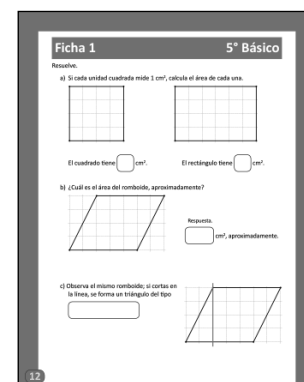 Ficha 1
5° Básico
Resuelve.
a) Si cada unidad cuadrada mide 1 cm², calcula el área de cada una.
El cuadrado tiene cm².
El rectángulo tiene cm².
b) ¿Cuál es el área del romboide, aproximadamente?
Respuesta.
cm², aproximadamente.
c) Observa el mismo romboide; si cortas en
la línea, se forma un triángulo del tipo
12